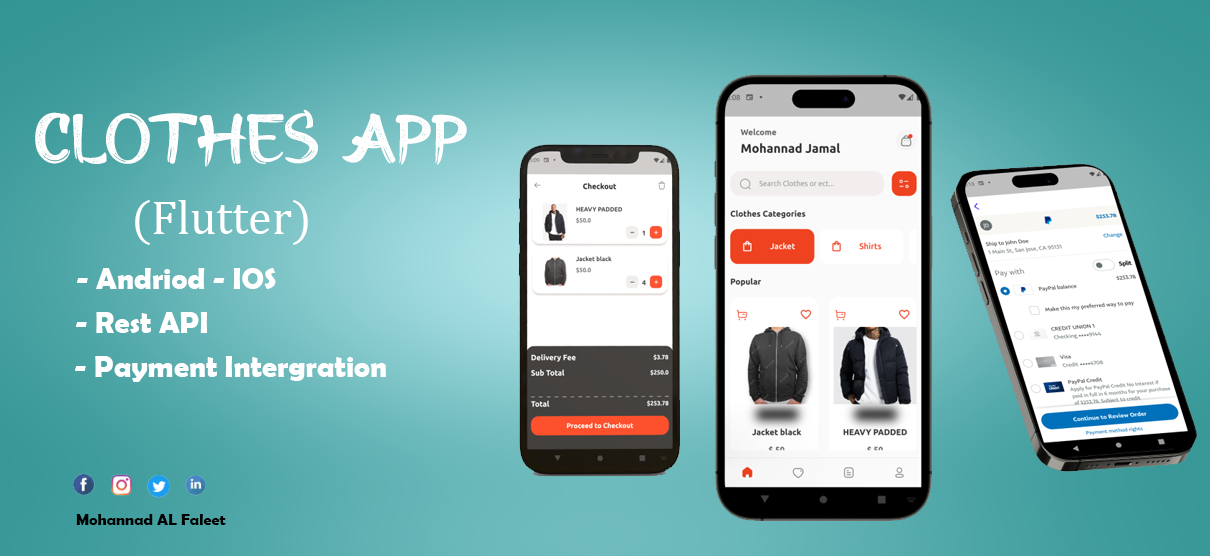 CLOTHES APP
(Flutter)
- Andriod - IOS
- Rest API
- Payment Intergration
Mohannad AL Faleet
Checkout
HEAVY PADDED
$50.0
1
Jacket black
$50.0
4
Delivery Fee $3.78
Sub Total $250.0
Total $253.78
Proceed to Checkout
Welcome
Mohannad Jamal
Search Clothes or ect...
Clothes Categories
Jacket Shirts
Popular
Jacket black HEAVY PADDED
$253.78
Ship to John Doe Change
1 Main St, San Jose, CA 95131
Pay with Split
$253.78
PayPal balance
Make this my preferred way to pay
CREDIT UNION 1
Checking ••••9144
Visa
Credit ••••4706
PayPal Credit
Apply for PayPal Credit No Interest if
paid in full in 6 months for your purchase
of $253.78. Subject to credit
Continue to Review Order
Payment method rights